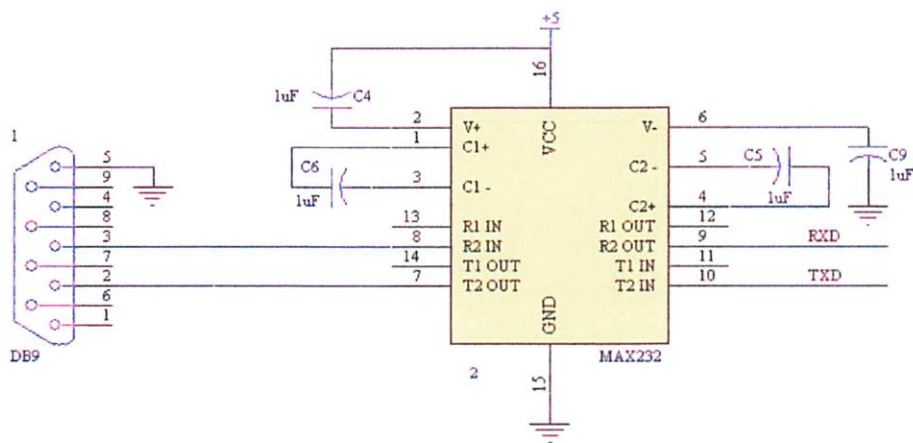 +5
16
1uF C4
2 V+ VCC V- 6
1 C1+
1
5
9
4
8
3
7
2
6
1
DB9
C6
1uF
3 C1 -
C2 - 5 C5
1uF
C9
1uF
C2+ 4
13 R1 IN R1 OUT 12
8 R2 IN R2 OUT 9 RXD
14 T1 OUT T1 IN 11
7 T2 OUT T2 IN 10 TXD
GND
MAX232
2
15